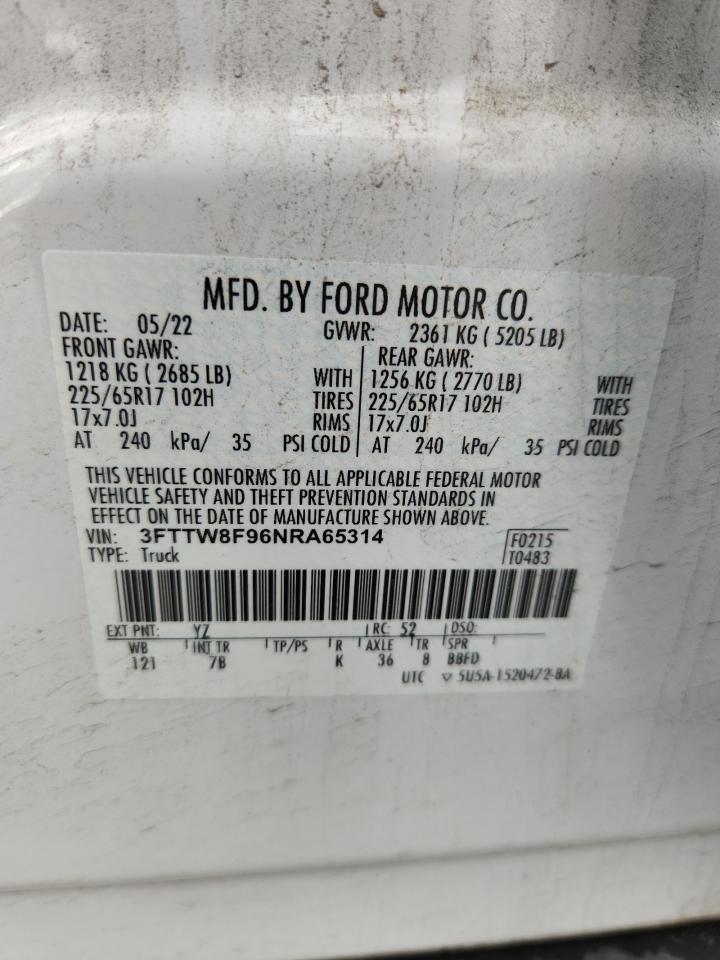 MFD. BY FORD MOTOR CO.
DATE: 05/22 GVWR: 2361 KG ( 5205 LB)
FRONT GAWR: REAR GAWR:
1218 KG ( 2685 LB) WITH 1256 KG ( 2770 LB) WITH
225/65R17 102H TIRES 225/65R17 102H TIRES
17x7.0J RIMS 17x7.0J RIMS
AT 240 kPa/ 35 PSI COLD AT 240 kPa/ 35 PSI COLD
THIS VEHICLE CONFORMS TO ALL APPLICABLE FEDERAL MOTOR
VEHICLE SAFETY AND THEFT PREVENTION STANDARDS IN
EFFECT ON THE DATE OF MANUFACTURE SHOWN ABOVE.
VIN: 3FTTW8F96NRA65314 F0215
TYPE: Truck T0483
EXT PNT: YZ RC: 52 DSO:
WB INT TR TP/PS R AXLE TR SPR
121 7B K 36 8 BBFD
UTC ▽ 5U5A-1520472-BA